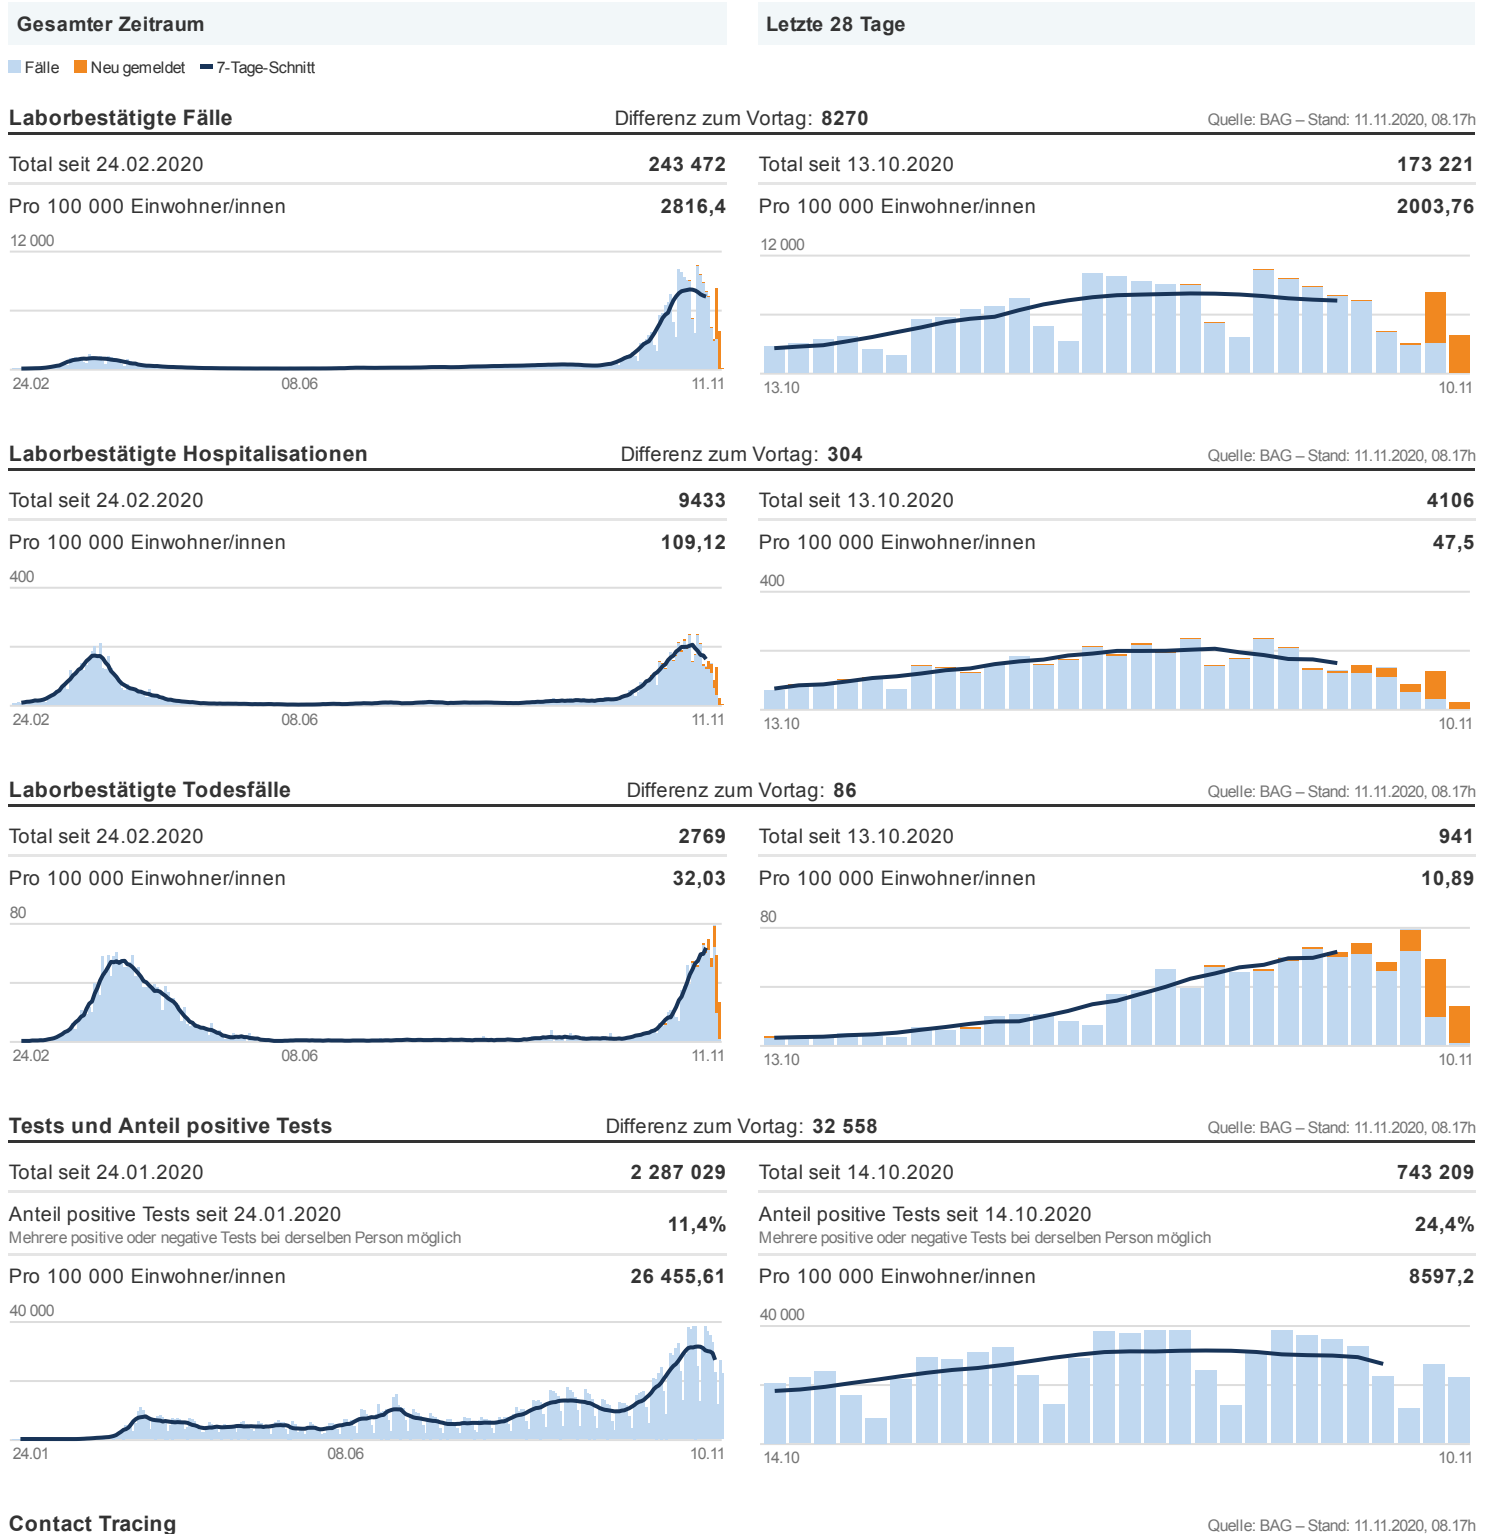 Gesamter Zeitraum
Letzte 28 Tage
Fälle Neu gemeldet 7-Tage-Schnitt
Laborbestätigte Fälle Differenz zum Vortag: 8270 Quelle: BAG – Stand: 11.11.2020, 08.17h
Total seit 24.02.2020 243 472
Pro 100 000 Einwohner/innen 2816,4
12 000
24.02 08.06 11.11
Total seit 13.10.2020 173 221
Pro 100 000 Einwohner/innen 2003,76
12 000
13.10 10.11
Laborbestätigte Hospitalisationen Differenz zum Vortag: 304 Quelle: BAG – Stand: 11.11.2020, 08.17h
Total seit 24.02.2020 9433
Pro 100 000 Einwohner/innen 109,12
400
24.02 08.06 11.11
Total seit 13.10.2020 4106
Pro 100 000 Einwohner/innen 47,5
400
13.10 10.11
Laborbestätigte Todesfälle Differenz zum Vortag: 86 Quelle: BAG – Stand: 11.11.2020, 08.17h
Total seit 24.02.2020 2769
Pro 100 000 Einwohner/innen 32,03
80
24.02 08.06 11.11
Total seit 13.10.2020 941
Pro 100 000 Einwohner/innen 10,89
80
13.10 10.11
Tests und Anteil positive Tests Differenz zum Vortag: 32 558 Quelle: BAG – Stand: 11.11.2020, 08.17h
Total seit 24.01.2020 2 287 029
Anteil positive Tests seit 24.01.2020 11,4%
Mehrere positive oder negative Tests bei derselben Person möglich
Pro 100 000 Einwohner/innen 26 455,61
40 000
24.01 08.06 10.11
Total seit 14.10.2020 743 209
Anteil positive Tests seit 14.10.2020 24,4%
Mehrere positive oder negative Tests bei derselben Person möglich
Pro 100 000 Einwohner/innen 8597,2
40 000
14.10 10.11
Contact Tracing Quelle: BAG – Stand: 11.11.2020, 08.17h